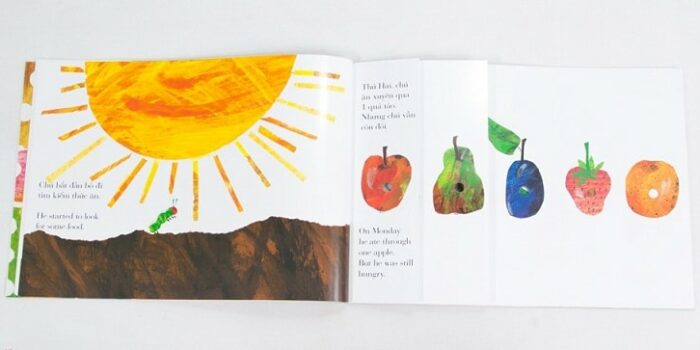 Chú bắt đầu bò đi
tìm kiếm thức ăn.
He started to look
for some food.
Thứ Hai, chú
ăn xuyên qua
1 quả táo.
Nhưng chú vẫn
còn đói.
On Monday
he ate through
one apple.
But he was still
hungry.